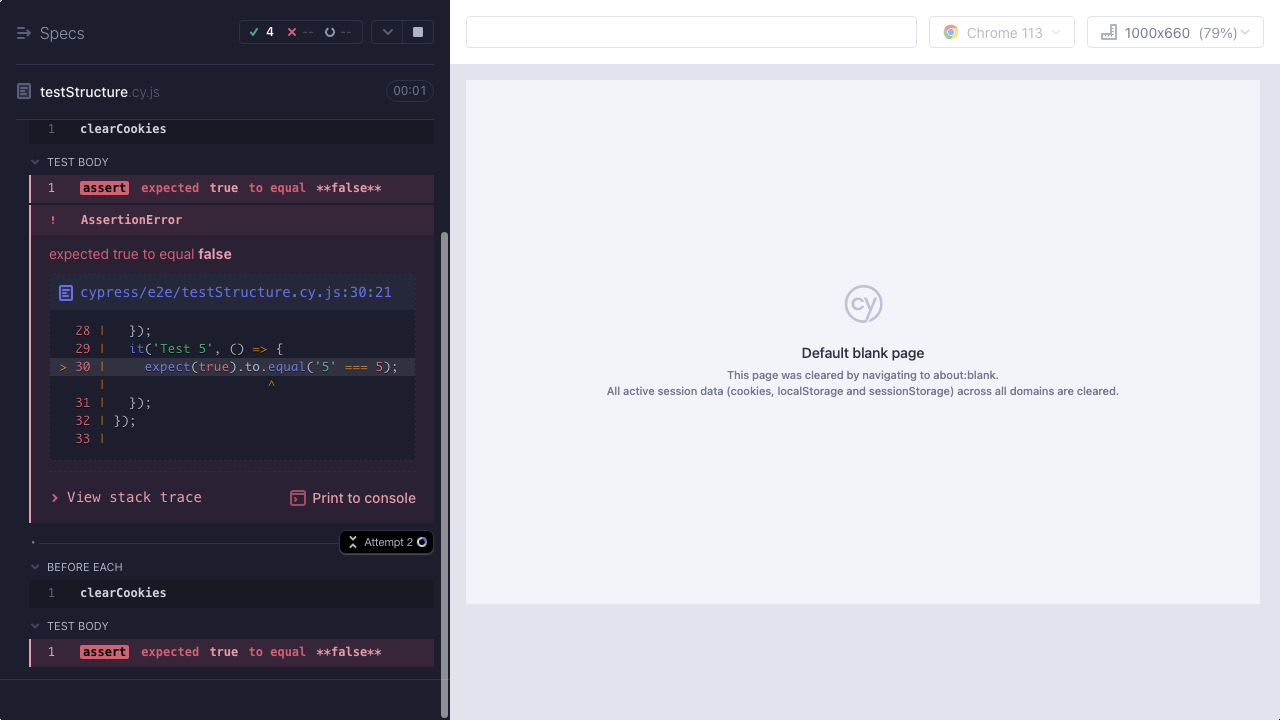 Specs
4 -- --
testStructure.cy.js 00:01
1 clearCookies
TEST BODY
1 assert expected true to equal **false**
! AssertionError
expected true to equal false
cypress/e2e/testStructure.cy.js:30:21
28 | });
29 | it('Test 5', () => {
> 30 | expect(true).to.equal('5' === 5);
| ^
31 | });
32 | });
33 |
View stack trace
Print to console
Attempt 2
BEFORE EACH
1 clearCookies
TEST BODY
1 assert expected true to equal **false**
Chrome 113
1000x660 (79%)
cy
Default blank page
This page was cleared by navigating to about:blank.
All active session data (cookies, localStorage and sessionStorage) across all domains are cleared.